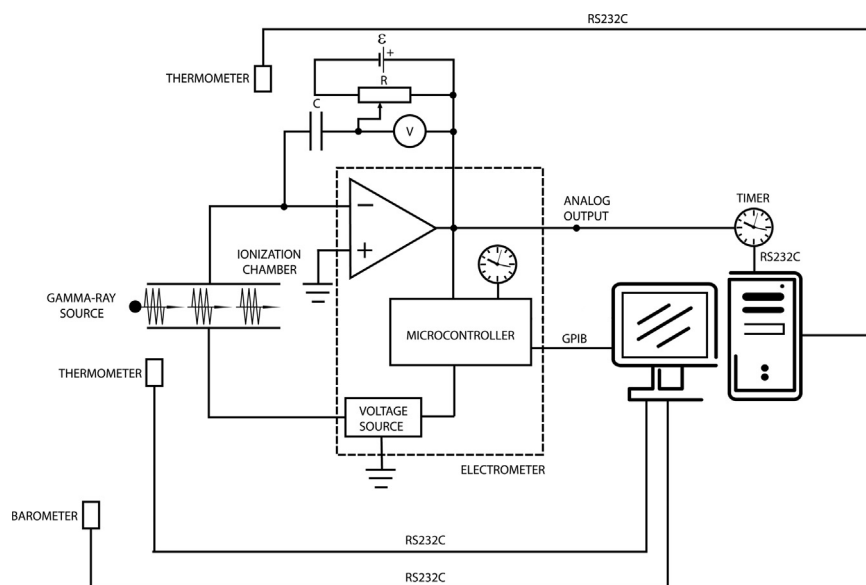 RS232C
ε
+
THERMOMETER
R
C
V
ANALOG
OUTPUT
TIMER
−
+
IONIZATION
CHAMBER
RS232C
GAMMA-RAY
SOURCE
MICROCONTROLLER
GPIB
THERMOMETER
VOLTAGE
SOURCE
ELECTROMETER
BAROMETER
RS232C
RS232C